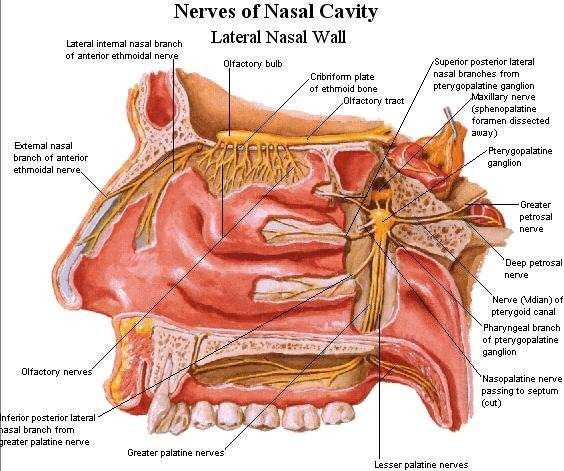 Nerves of Nasal Cavity
Lateral Nasal Wall
Lateral internal nasal branch
of anterior ethmoidal nerve
Olfactory bulb
Cribriform plate
of ethmoid bone
Olfactory tract
Superior posterior lateral
nasal branches from
pterygopalatine ganglion
Maxillary nerve
(sphenopalatine
foramen dissected
away)
External nasal
branch of anterior
ethmoidal nerve
Pterygopalatine
ganglion
Greater
petrosal
nerve
Deep petrosal
nerve
Nerve (Vidian) of
pterygoid canal
Pharyngeal branch
of pterygopalatine
ganglion
Olfactory nerves
Nasopalatine nerve
passing to septum
(cut)
Inferior posterior lateral
nasal branch from
greater palatine nerve
Greater palatine nerves
Lesser palatine nerves